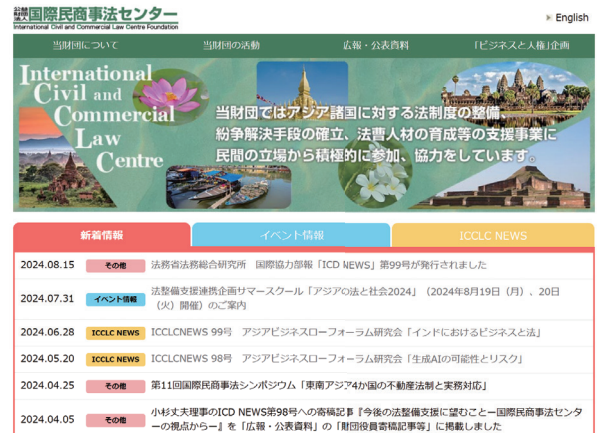 公益財団法人 国際民商事法センター
International Civil and Commercial Law Centre Foundation
English
当財団について 当財団の活動 広報・公表資料 「ビジネスと人権」企画
International
Civil and
Commercial
Law
Centre
当財団ではアジア諸国に対する法制度の整備、
紛争解決手段の確立、法曹人材の育成等の支援事業に
民間の立場から積極的に参加、協力をしています。
新着情報 イベント情報 ICCLC NEWS
2024.08.15 その他 法務省法務総合研究所 国際協力部報「ICD NEWS」第99号が発行されました
2024.07.31 イベント情報 法整備支援連携企画サマースクール「アジアの法と社会2024」（2024年8月19日（月）、20日
（火）開催）のご案内
2024.06.28 ICCLC NEWS ICCLCNEWS 99号 アジアビジネスローフォーラム研究会「インドにおけるビジネスと法」
2024.05.20 ICCLC NEWS ICCLCNEWS 98号 アジアビジネスローフォーラム研究会「生成AIの可能性とリスク」
2024.04.25 その他 第11回国際民商事法シンポジウム「東南アジア4か国の不動産法制と実務対応」
2024.04.05 その他 小杉丈夫理事のICD NEWS第98号への寄稿記事『今後の法整備支援に望むことー国際民商事法センタ
ーの視点からー』を「広報・公表資料」の「財団役員寄稿記事等」に掲載しました